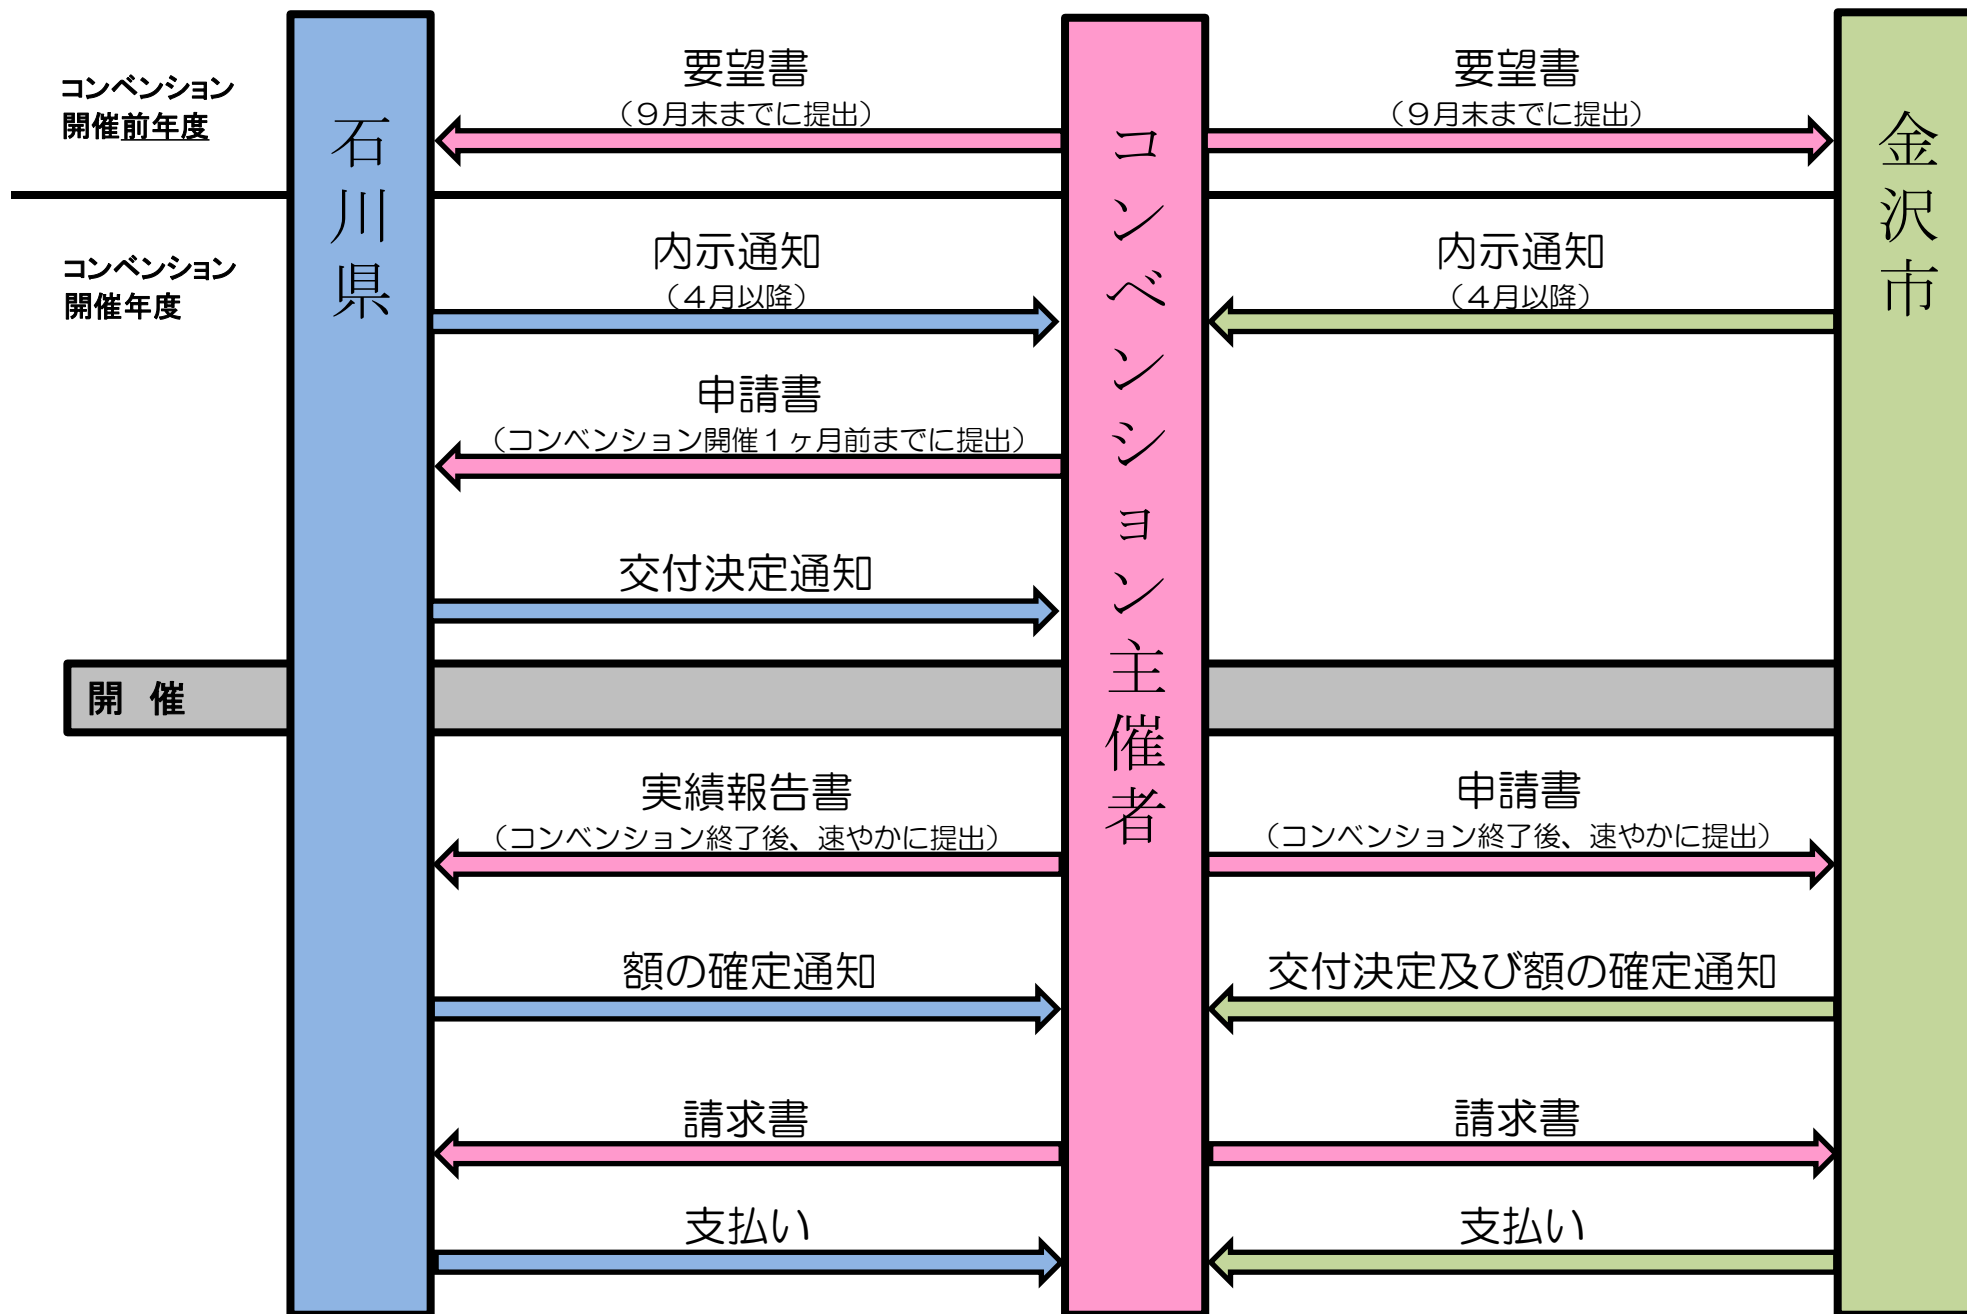 コンベンション
開催前年度
石川県
要望書
（９月末までに提出）
コンベンション主催者
要望書
（９月末までに提出）
金沢市
コンベンション
開催年度
内示通知
（４月以降）
内示通知
（４月以降）
申請書
（コンベンション開催１ヶ月前までに提出）
交付決定通知
開 催
実績報告書
（コンベンション終了後、速やかに提出）
申請書
（コンベンション終了後、速やかに提出）
額の確定通知
交付決定及び額の確定通知
請求書
請求書
支払い
支払い